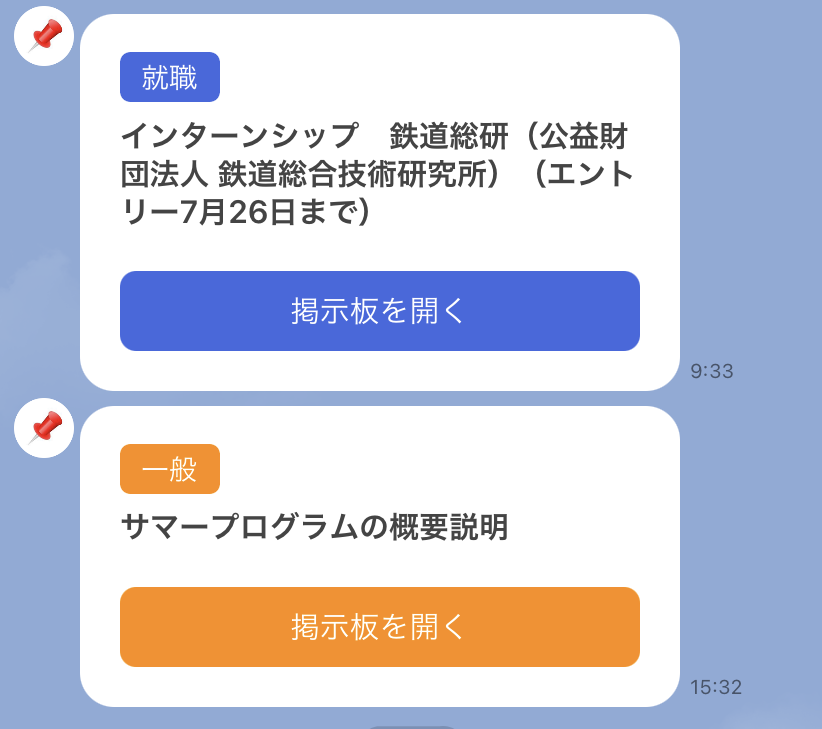 就職
インターンシップ　鉄道総研（公益財
団法人 鉄道総合技術研究所）（エント
リー7月26日まで）
掲示板を開く
9:33
一般
サマープログラムの概要説明
掲示板を開く
15:32